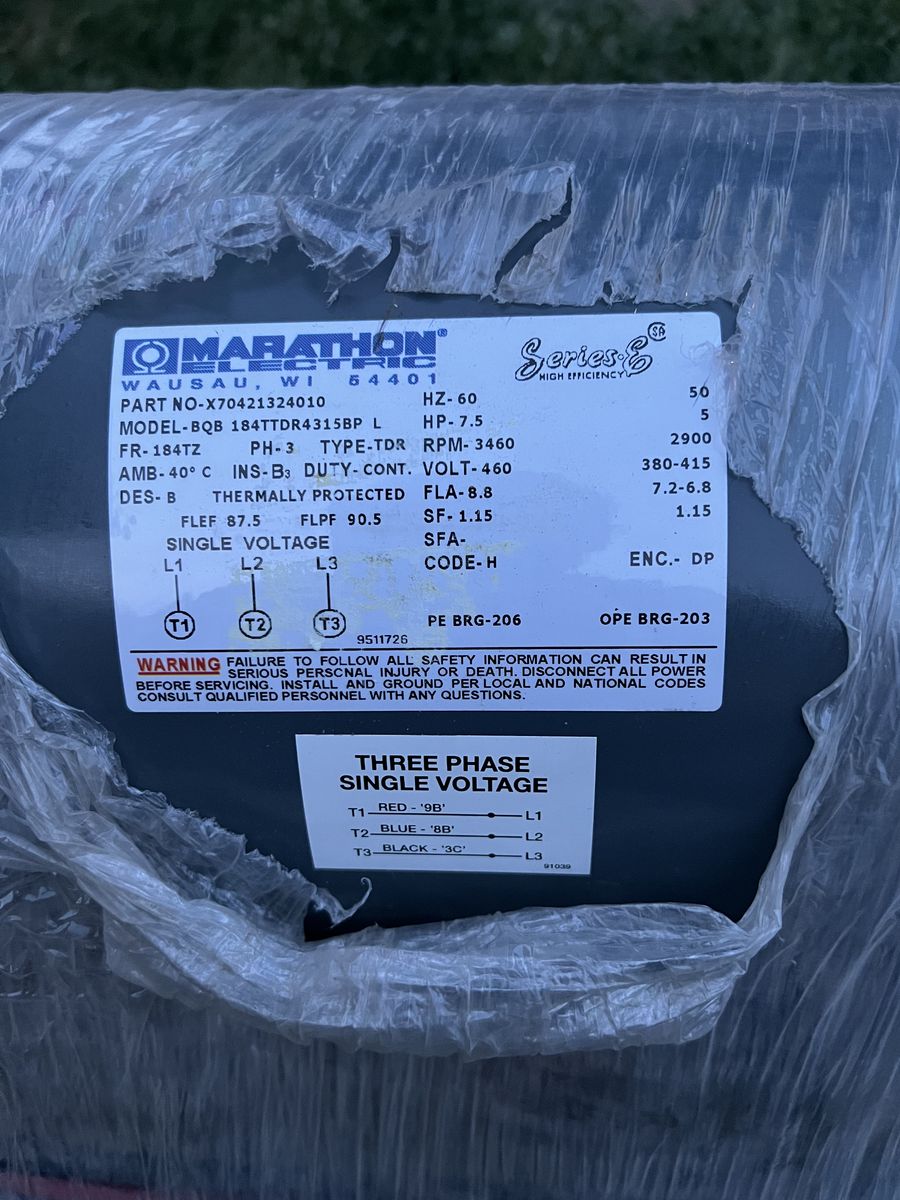 MARATHON®
ELECTRIC
WAUSAU, WI 54401
Series-E SA
HIGH EFFICIENCY
PART NO-X70421324010 HZ-60 50
MODEL-BQB 184TTDR4315BP L HP-7.5 5
FR-184TZ PH-3 TYPE-TDR RPM-3460 2900
AMB-40° C INS-B3 DUTY-CONT. VOLT-460 380-415
DES-B THERMALLY PROTECTED FLA-8.8 7.2-6.8
FLEF 87.5 FLPF 90.5 SF-1.15 1.15
SINGLE VOLTAGE SFA-
L1 L2 L3 CODE-H ENC.- DP
T1 T2 T3 PE BRG-206 OPE BRG-203
9511726
WARNING FAILURE TO FOLLOW ALL SAFETY INFORMATION CAN RESULT IN
SERIOUS PERSCNAL INJURY OR DEATH. DISCONNECT ALL POWER
BEFORE SERVICING. INSTALL AND GROUND PER LOCAL AND NATIONAL CODES
CONSULT QUALIFIED PERSONNEL WITH ANY QUESTIONS.
THREE PHASE
SINGLE VOLTAGE
T1 RED - '9B' L1
T2 BLUE - '8B' L2
T3 BLACK - '3C' L3
91039